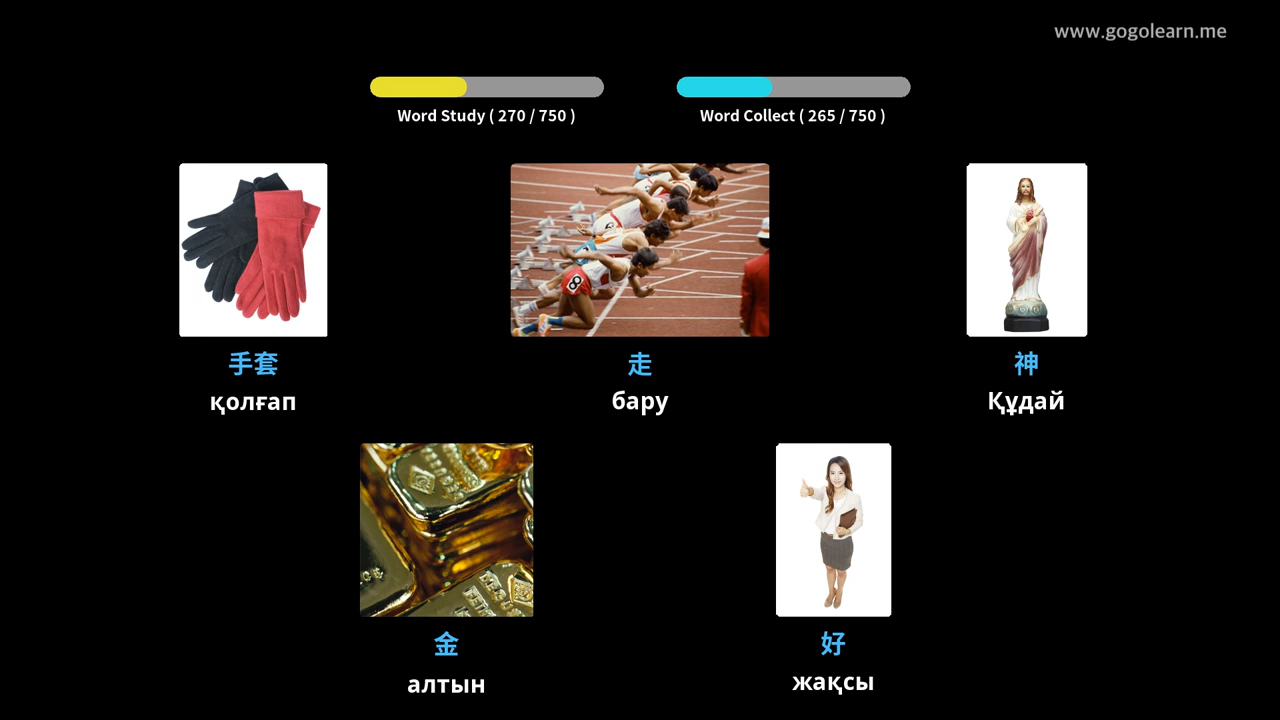 www.gogolearn.me
Word Study ( 270 / 750 )
Word Collect ( 265 / 750 )
手套
қолғап
走
бару
神
Құдай
金
алтын
好
жақсы